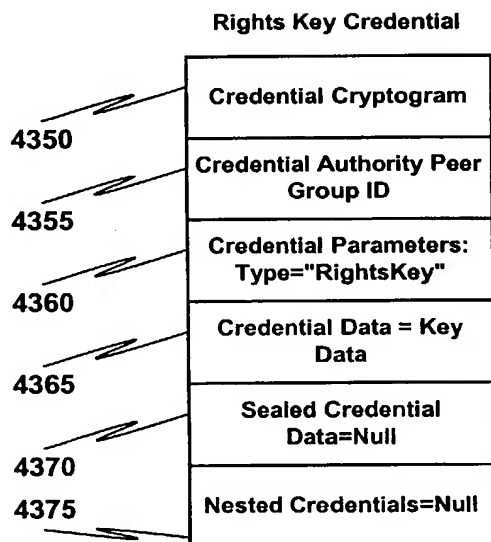 Rights Key Credential
Credential Cryptogram
4350
Credential Authority Peer
Group ID
4355
Credential Parameters:
Type="RightsKey"
4360
Credential Data = Key
Data
4365
Sealed Credential
Data=Null
4370
Nested Credentials=Null
4375